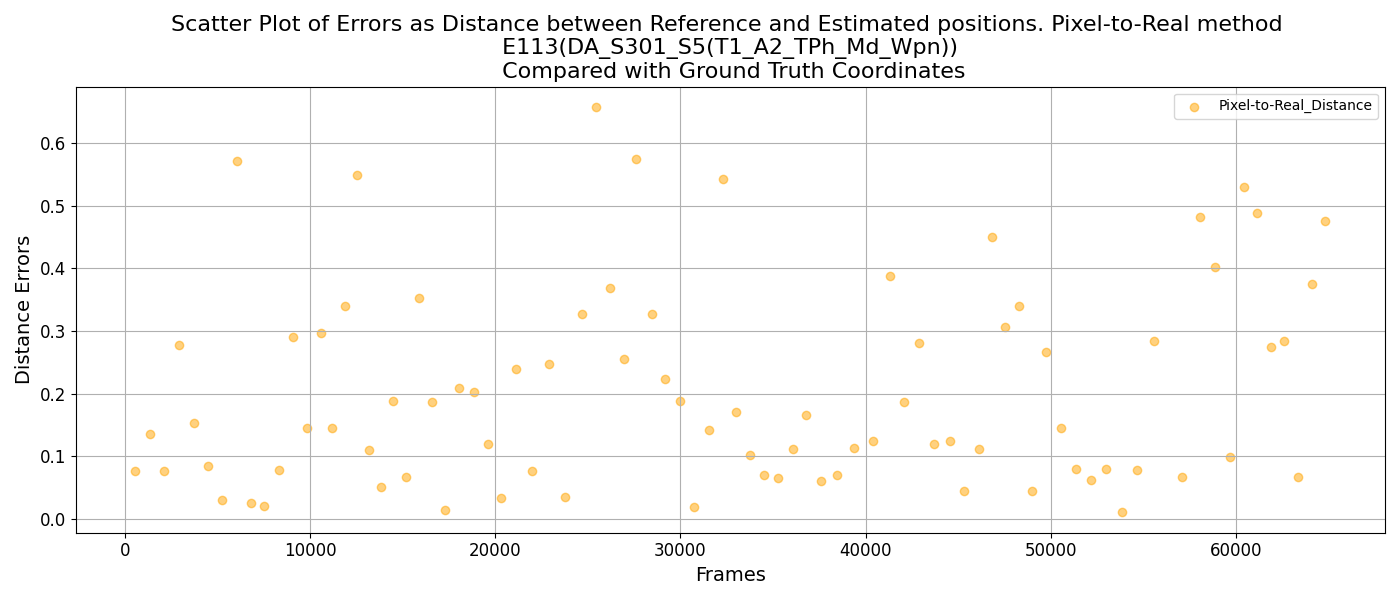 Scatter Plot of Errors as Distance between Reference and Estimated positions. Pixel-to-Real method
E113(DA_S301_S5(T1_A2_TPh_Md_Wpn))
Compared with Ground Truth Coordinates
Pixel-to-Real_Distance
Distance Errors
0.6
0.5
0.4
0.3
0.2
0.1
0.0
0 10000 20000 30000 40000 50000 60000
Frames